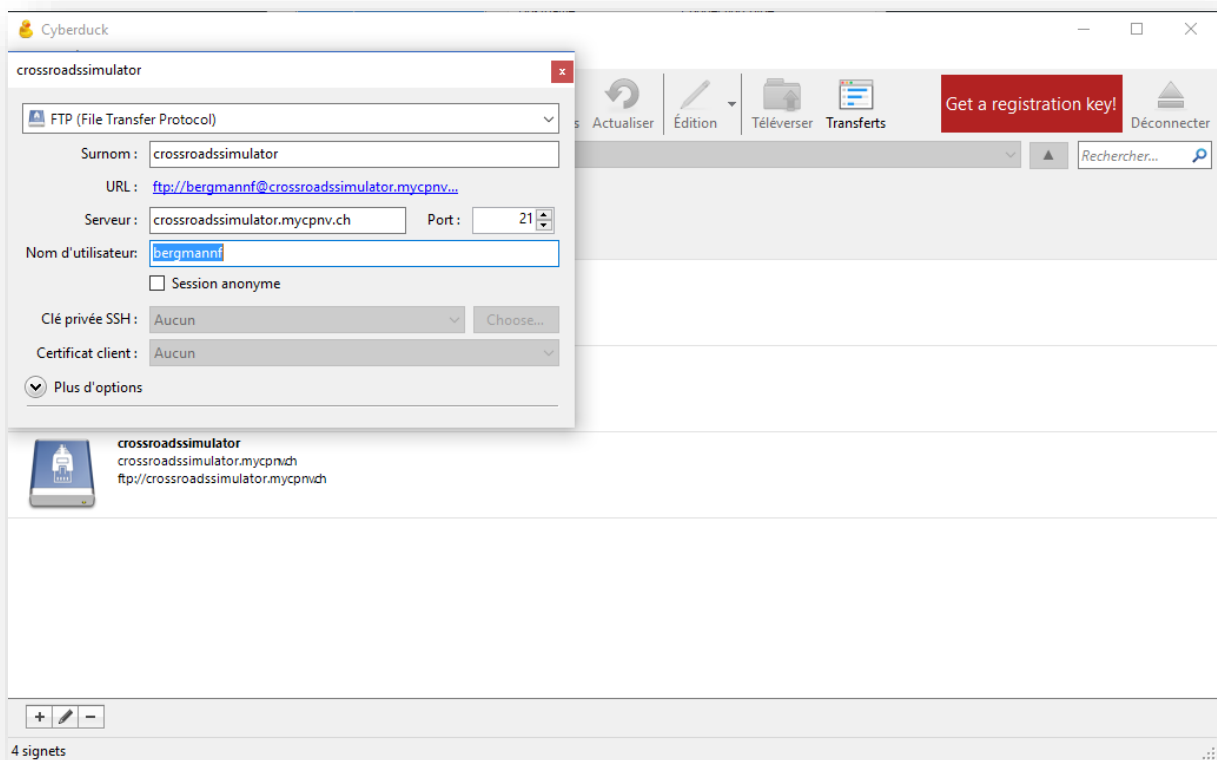 Cyberduck
crossroadssimulator
x
FTP (File Transfer Protocol)
Surnom : crossroadssimulator
URL : ftp://bergmannf@crossroadssimulator.mycpnv...
Serveur : crossroadssimulator.mycpnv.ch Port : 21
Nom d'utilisateur: bergmannf
Session anonyme
Clé privée SSH : Aucun Choose...
Certificat client : Aucun
Plus d'options
s Actualiser Édition Téléverser Transferts Get a registration key! Déconnecter
Rechercher...
crossroadssimulator
crossroadssimulator.mycpnv.ch
ftp://crossroadssimulator.mycpnv.ch
4 signets